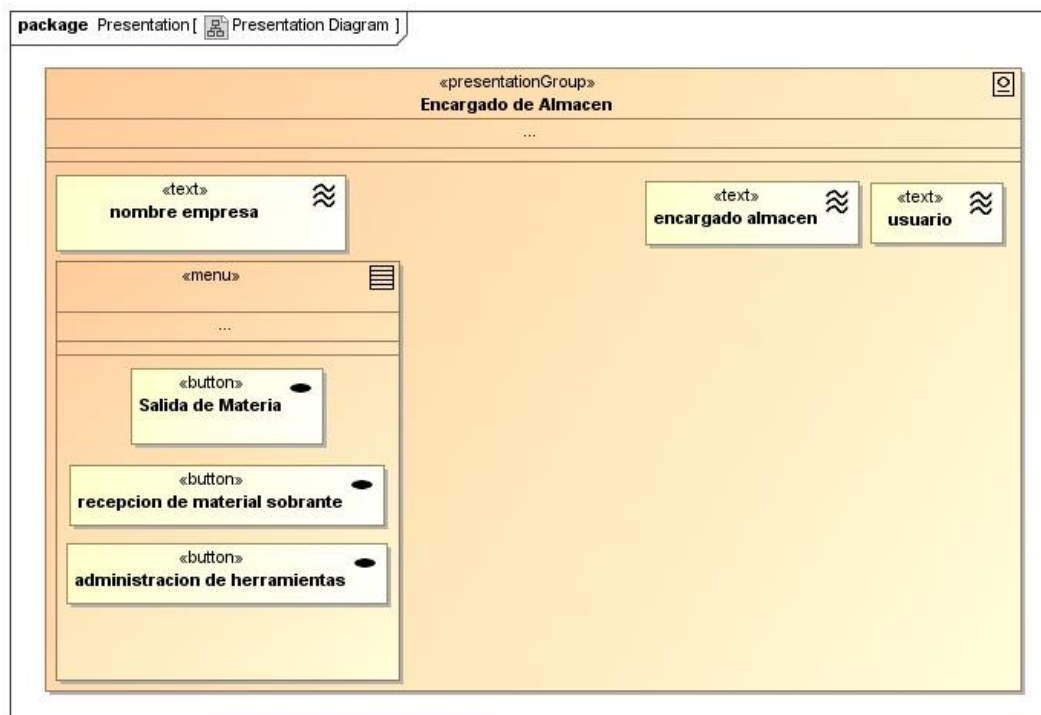 package Presentation [ Presentation Diagram ]
«presentationGroup»
Encargado de Almacen
...
«text»
nombre empresa
«text»
encargado almacen
«text»
usuario
«menu»
...
«button»
Salida de Materia
«button»
recepcion de material sobrante
«button»
administracion de herramientas